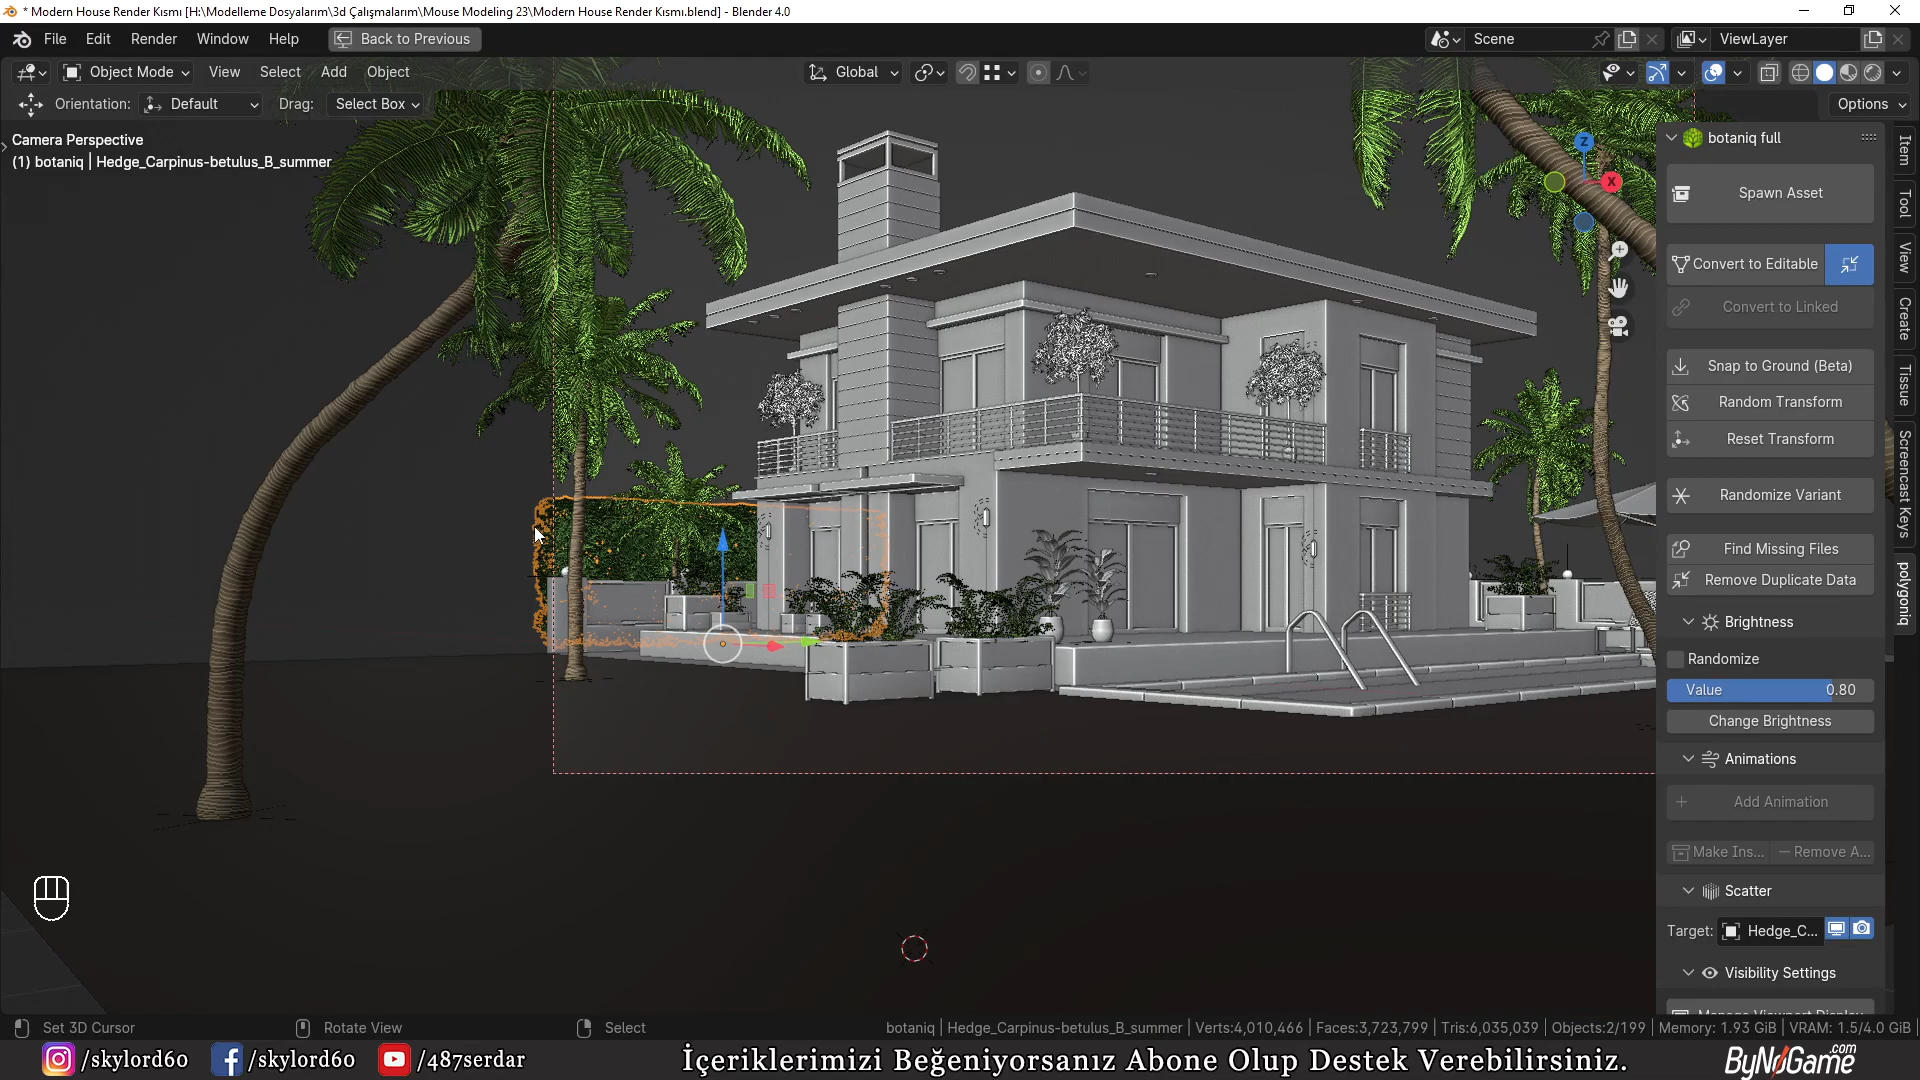 * Modern House Render Kısmı [H:\Modelleme Dosyalarım\3d Çalışmalarım\Mouse Modeling 23\Modern House Render Kısmı.blend] - Blender 4.0
File Edit Render Window Help Back to Previous Scene ViewLayer
Object Mode View Select Add Object Global
Orientation: Default Drag: Select Box Options
Camera Perspective
(1) botaniq | Hedge_Carpinus-betulus_B_summer
Z
X
botaniq full
Spawn Asset
Convert to Editable
Convert to Linked
Snap to Ground (Beta)
Random Transform
Reset Transform
Randomize Variant
Find Missing Files
Remove Duplicate Data
Brightness
Randomize
Value 0.80
Change Brightness
Animations
Add Animation
Make Ins... Remove A...
Scatter
Target: Hedge_C...
Visibility Settings
Item
Tool
View
Create
Tissue
Screencast Keys
polygoniq
Set 3D Cursor Rotate View Select botaniq | Hedge_Carpinus-betulus_B_summer | Verts:4,010,466 | Faces:3,723,799 | Tris:6,035,039 | Objects:2/199 | Memory: 1.93 GiB | VRAM: 1.5/4.0 GiB
/skylord60 /skylord60 /487serdar İçeriklerimizi Beğeniyorsanız Abone Olup Destek Verebilirsiniz. ByNoGame.com